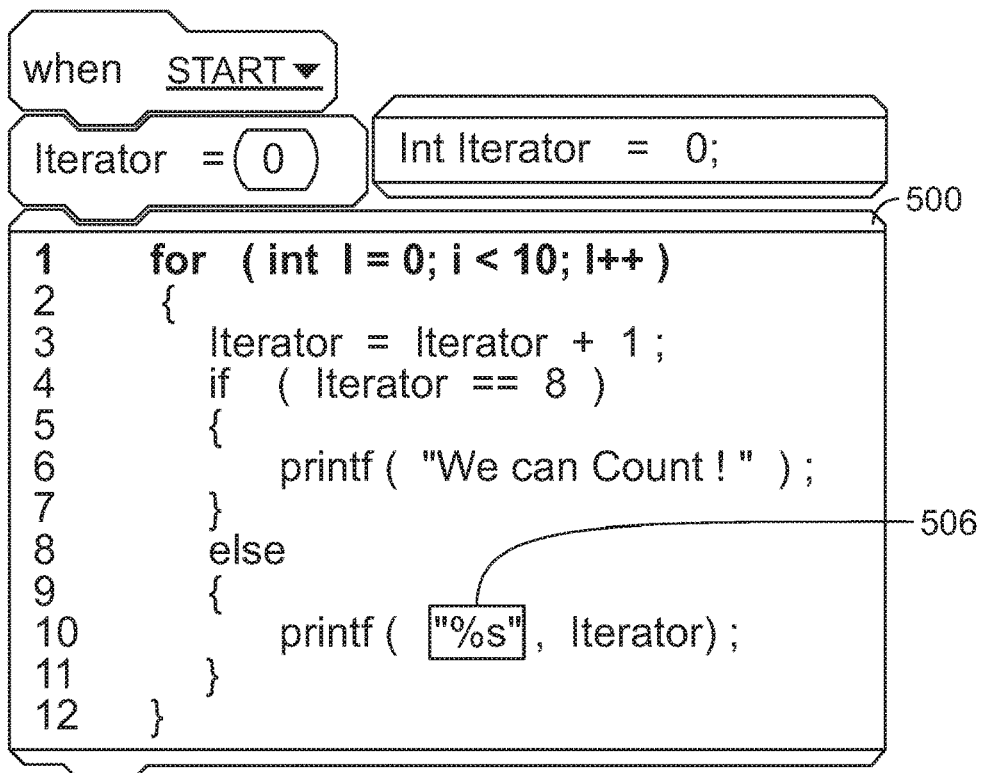 when START
Iterator = 0
Int Iterator = 0;
500
1 for ( int I = 0; i < 10; I++ )
2 {
3 Iterator = Iterator + 1 ;
4 if ( Iterator == 8 )
5 {
6 printf ( "We can Count ! " ) ;
7 }
506
8 else
9 {
10 printf ( "%s" , Iterator) ;
11 }
12 }